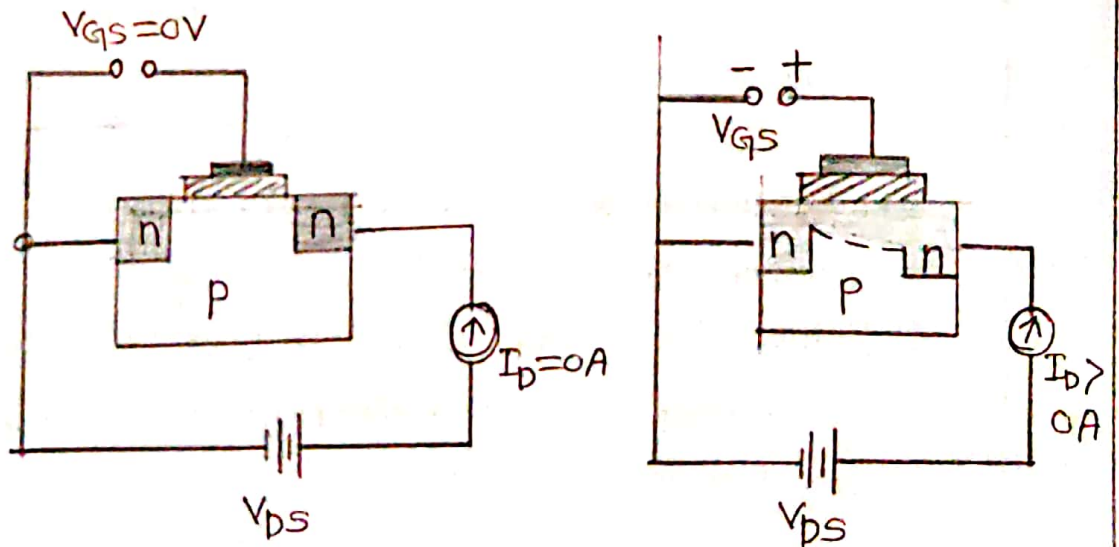 VGS=0V
n
n
p
ID=0A
VDS
- +
VGS
n
n
p
ID>
0A
VDS